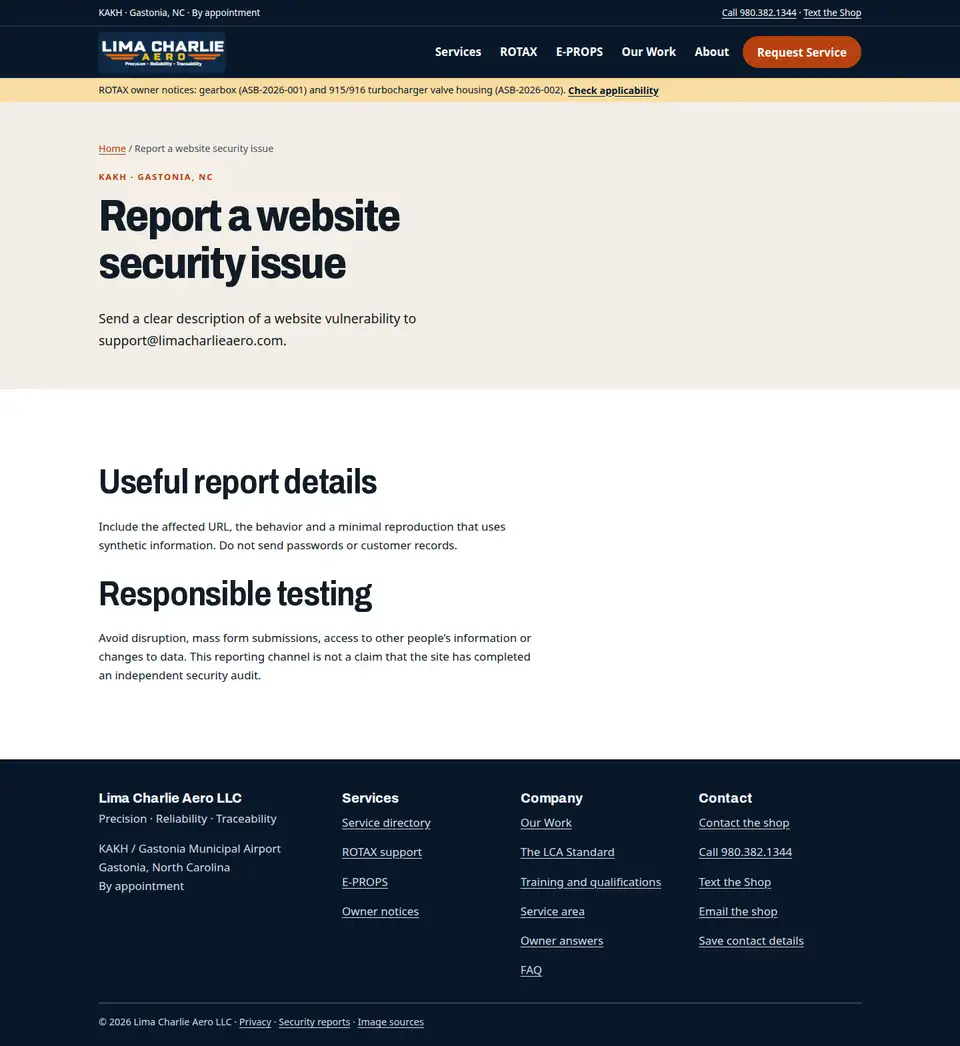 KAKH · Gastonia, NC · By appointment
Call 980.382.1344 · Text the Shop
LIMA CHARLIE
AERO
Precision • Reliability • Traceability
Services ROTAX E-PROPS Our Work About Request Service
ROTAX owner notices: gearbox (ASB-2026-001) and 915/916 turbocharger valve housing (ASB-2026-002). Check applicability
Home / Report a website security issue
KAKH · GASTONIA, NC
Report a website
security issue
Send a clear description of a website vulnerability to
support@limacharlieaero.com.
Useful report details
Include the affected URL, the behavior and a minimal reproduction that uses
synthetic information. Do not send passwords or customer records.
Responsible testing
Avoid disruption, mass form submissions, access to other people’s information or
changes to data. This reporting channel is not a claim that the site has completed
an independent security audit.
Lima Charlie Aero LLC
Precision · Reliability · Traceability
KAKH / Gastonia Municipal Airport
Gastonia, North Carolina
By appointment
Services
Service directory
ROTAX support
E-PROPS
Owner notices
Company
Our Work
The LCA Standard
Training and qualifications
Service area
Owner answers
FAQ
Contact
Contact the shop
Call 980.382.1344
Text the Shop
Email the shop
Save contact details
© 2026 Lima Charlie Aero LLC · Privacy · Security reports · Image sources